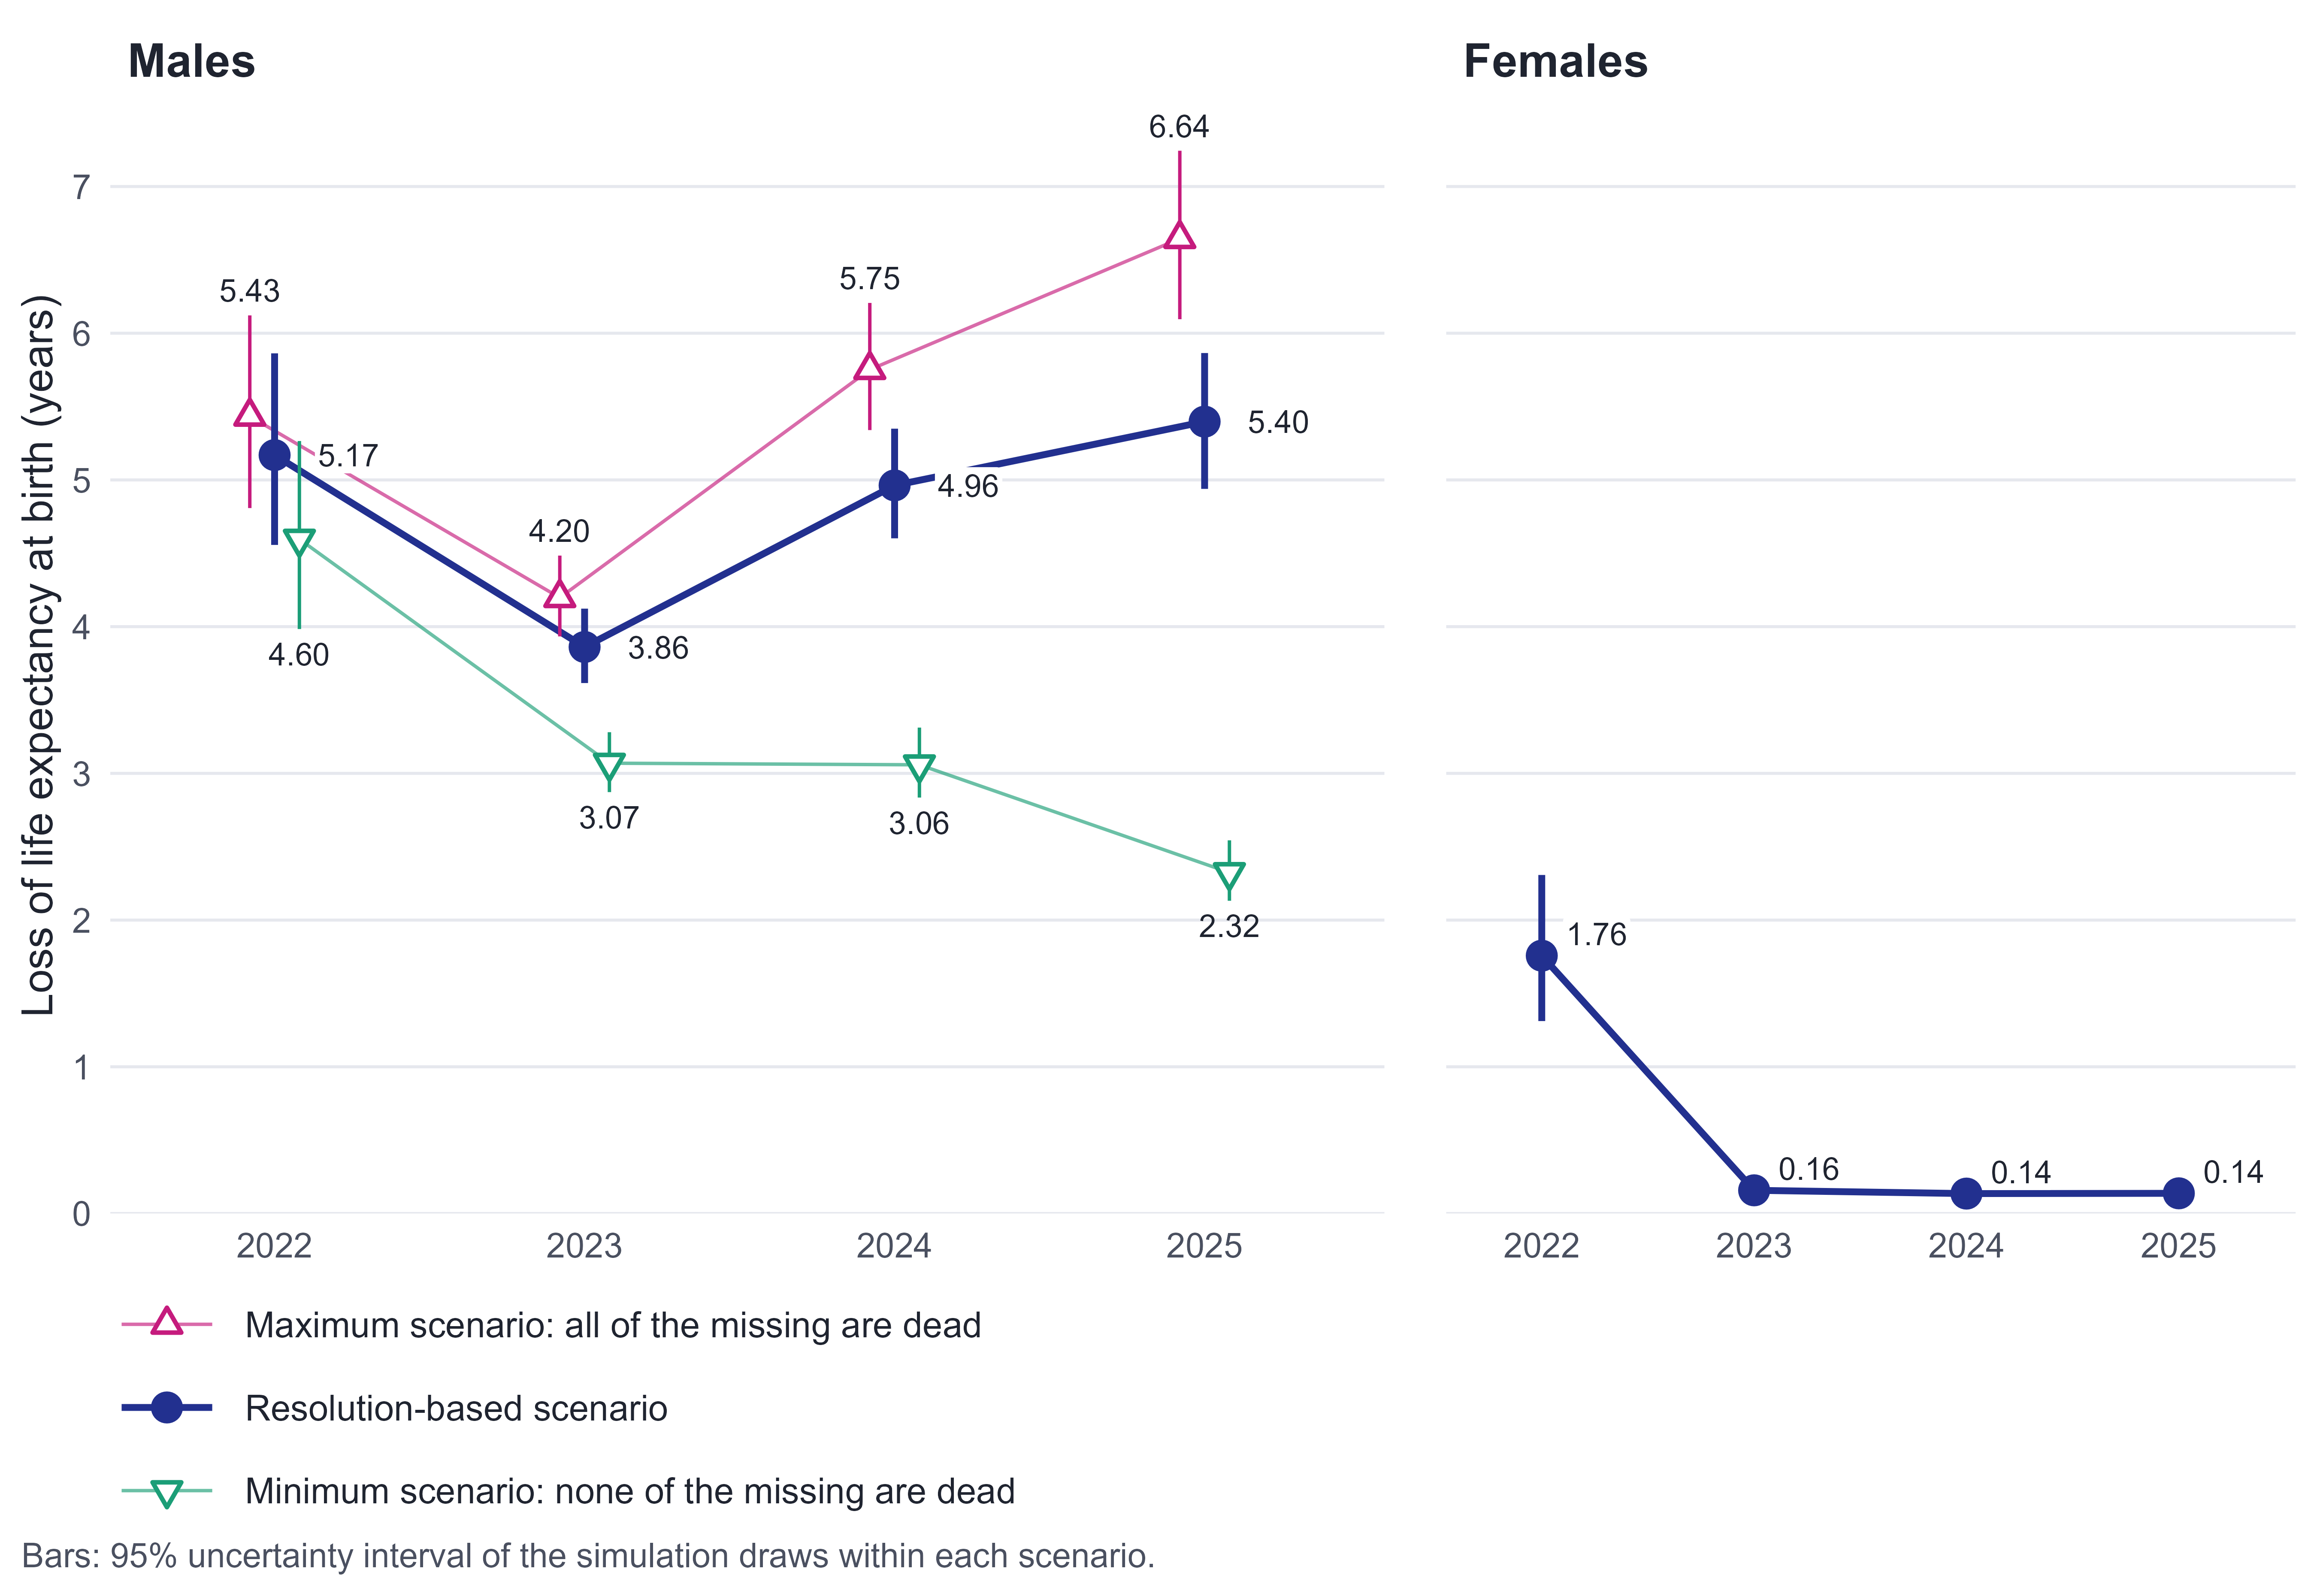 Males
Females
Loss of life expectancy at birth (years)
7
6
5
4
3
2
1
0
6.64
5.43
5.75
5.17
5.40
4.96
4.20
4.60
3.86
3.07
3.06
2.32
1.76
0.16
0.14
0.14
2022 2023 2024 2025
2022 2023 2024 2025
Maximum scenario: all of the missing are dead
Resolution-based scenario
Minimum scenario: none of the missing are dead
Bars: 95% uncertainty interval of the simulation draws within each scenario.